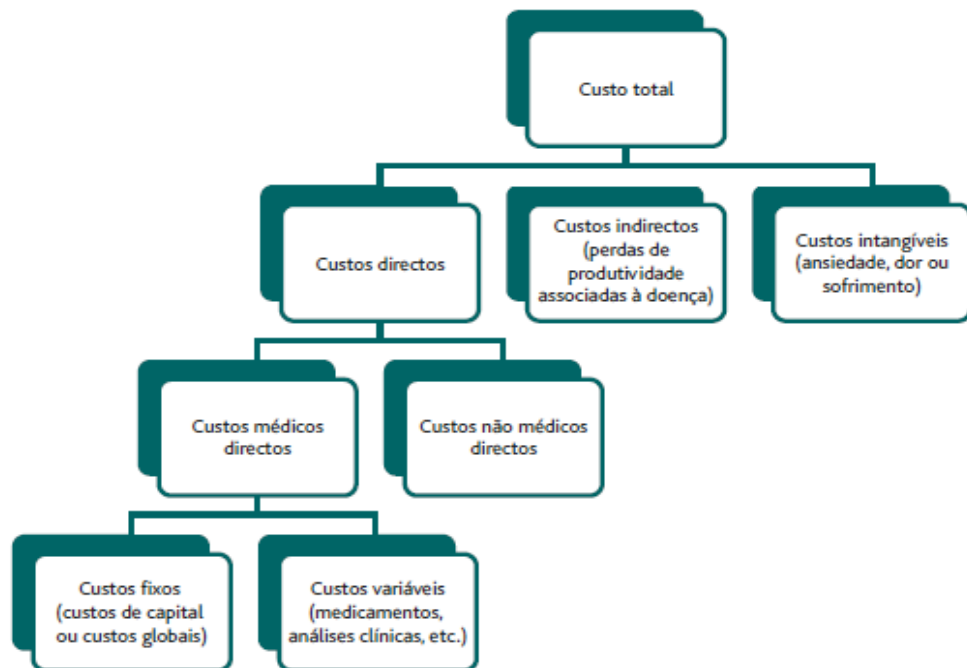 Custo total
Custos directos
Custos indirectos
(perdas de
produtividade
associadas à doença)
Custos intangíveis
(ansiedade, dor ou
sofrimento)
Custos médicos
directos
Custos não médicos
directos
Custos fixos
(custos de capital
ou custos globais)
Custos variáveis
(medicamentos,
análises clínicas, etc.)